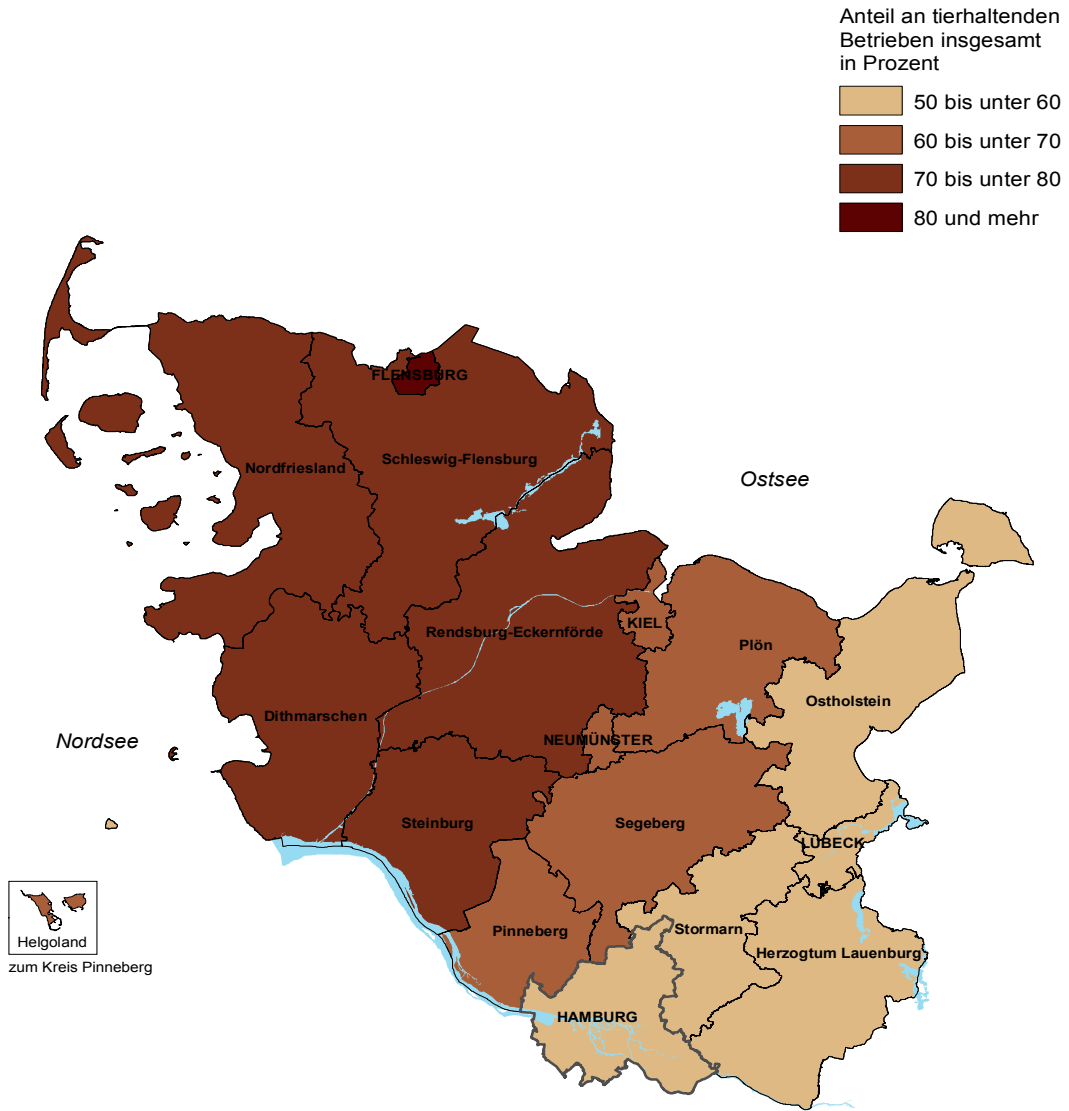 Anteil an tierhaltenden
Betrieben insgesamt
in Prozent
50 bis unter 60
60 bis unter 70
70 bis unter 80
80 und mehr
FLENSBURG
Schleswig-Flensburg
Nordfriesland
Ostsee
KIEL
Rendsburg-Eckernförde
Plön
Ostholstein
Dithmarschen
Nordsee
NEUMÜNSTER
Steinburg
Segeberg
LÜBECK
Pinneberg
Stormarn
Helgoland
Herzogtum Lauenburg
zum Kreis Pinneberg
HAMBURG